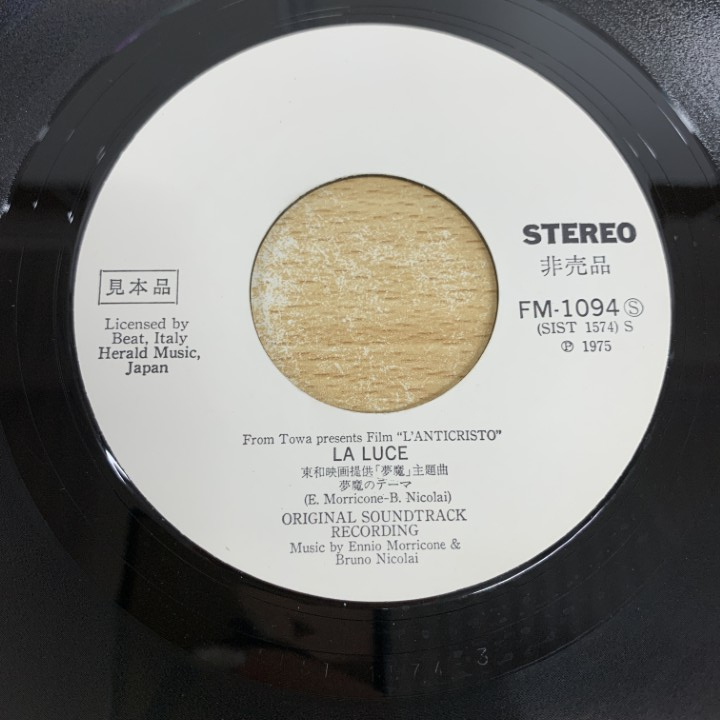 STEREO
非売品
FM-1094 Ⓢ
(SIST 1574) S
Ⓟ 1975
見本品
Licensed by
Beat, Italy
Herald Music,
Japan
From Towa presents Film "L'ANTICRISTO"
LA LUCE
東和映画提供「夢魔」主題曲
夢魔のテーマ
(E. Morricone-B. Nicolai)
ORIGINAL SOUNDTRACK
RECORDING
Music by Ennio Morricone &
Bruno Nicolai